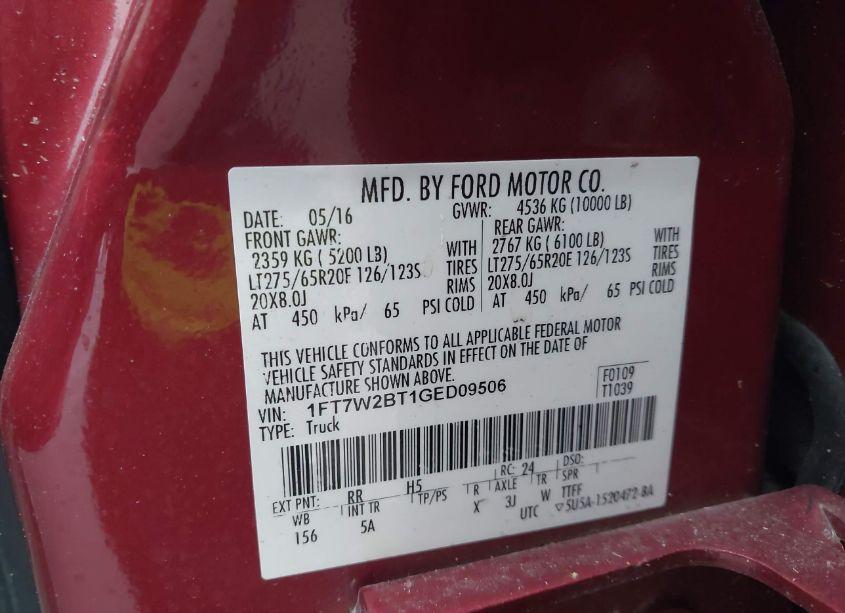 MFD. BY FORD MOTOR CO.
DATE: 05/16 GVWR: 4536 KG (10000 LB)
FRONT GAWR: REAR GAWR:
2359 KG ( 5200 LB) WITH 2767 KG ( 6100 LB) WITH
LT275/65R20E 126/123S TIRES LT275/65R20E 126/123S TIRES
20X8.0J RIMS 20X8.0J RIMS
AT 450 kPa/ 65 PSI COLD AT 450 kPa/ 65 PSI COLD
THIS VEHICLE CONFORMS TO ALL APPLICABLE FEDERAL MOTOR
VEHICLE SAFETY STANDARDS IN EFFECT ON THE DATE OF
MANUFACTURE SHOWN ABOVE.
VIN: 1FT7W2BT1GED09506 F0109
TYPE: Truck T1039
RC: 24 DSO:
EXT PNT: RR H5
WB INT TR TP/PS R AXLE TR SPR
156 5A X 3J W TTFF
UTC ▽5U5A-1520472-BA